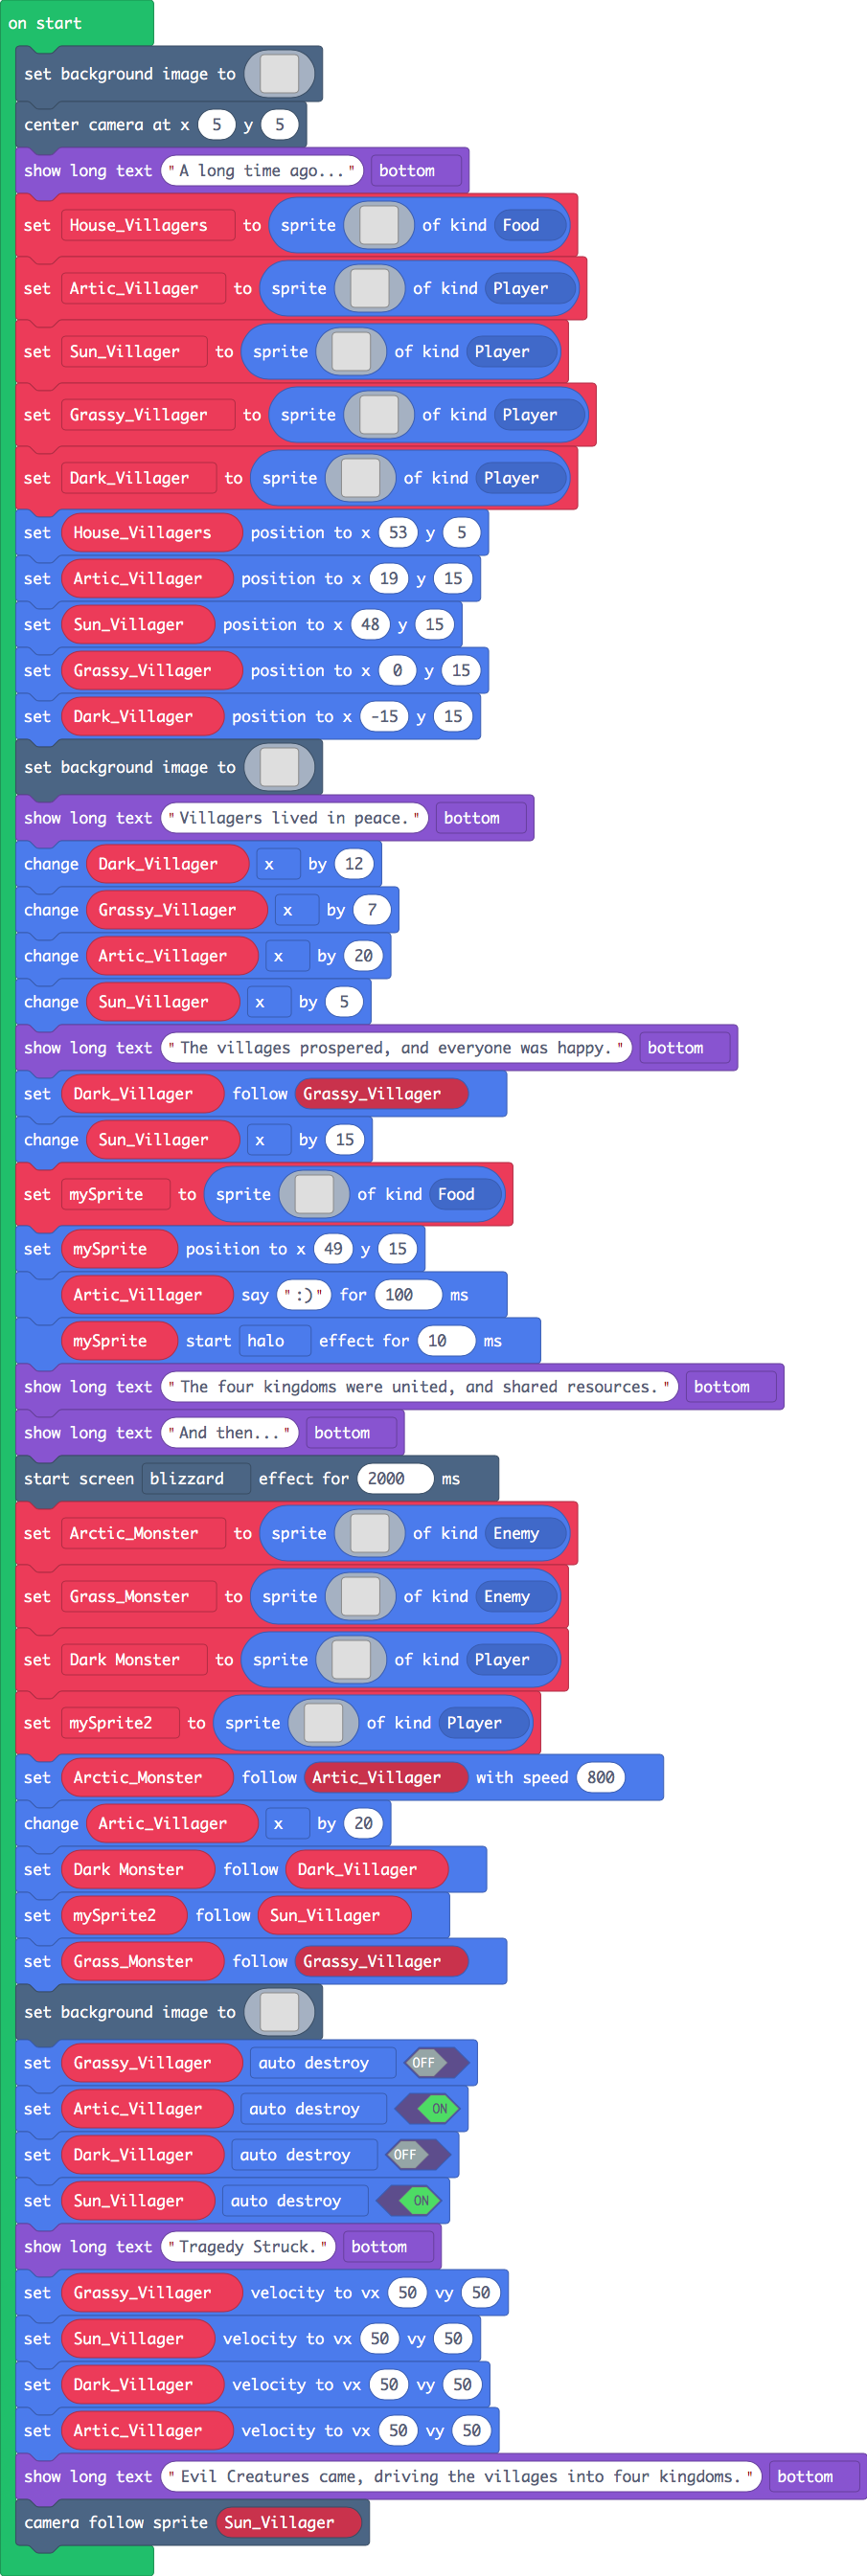 on start
set background image to
center camera at x 5 y 5
show long text "A long time ago..." bottom
set House_Villagers to sprite of kind Food
set Artic_Villager to sprite of kind Player
set Sun_Villager to sprite of kind Player
set Grassy_Villager to sprite of kind Player
set Dark_Villager to sprite of kind Player
set House_Villagers position to x 53 y 5
set Artic_Villager position to x 19 y 15
set Sun_Villager position to x 48 y 15
set Grassy_Villager position to x 0 y 15
set Dark_Villager position to x -15 y 15
set background image to
show long text "Villagers lived in peace." bottom
change Dark_Villager x by 12
change Grassy_Villager x by 7
change Artic_Villager x by 20
change Sun_Villager x by 5
show long text "The villages prospered, and everyone was happy." bottom
set Dark_Villager follow Grassy_Villager
change Sun_Villager x by 15
set mySprite to sprite of kind Food
set mySprite position to x 49 y 15
Artic_Villager say ":)" for 100 ms
mySprite start halo effect for 10 ms
show long text "The four kingdoms were united, and shared resources." bottom
show long text "And then..." bottom
start screen blizzard effect for 2000 ms
set Arctic_Monster to sprite of kind Enemy
set Grass_Monster to sprite of kind Enemy
set Dark Monster to sprite of kind Player
set mySprite2 to sprite of kind Player
set Arctic_Monster follow Artic_Villager with speed 800
change Artic_Villager x by 20
set Dark Monster follow Dark_Villager
set mySprite2 follow Sun_Villager
set Grass_Monster follow Grassy_Villager
set background image to
set Grassy_Villager auto destroy OFF
set Artic_Villager auto destroy ON
set Dark_Villager auto destroy OFF
set Sun_Villager auto destroy ON
show long text "Tragedy Struck." bottom
set Grassy_Villager velocity to vx 50 vy 50
set Sun_Villager velocity to vx 50 vy 50
set Dark_Villager velocity to vx 50 vy 50
set Artic_Villager velocity to vx 50 vy 50
show long text "Evil Creatures came, driving the villages into four kingdoms." bottom
camera follow sprite Sun_Villager